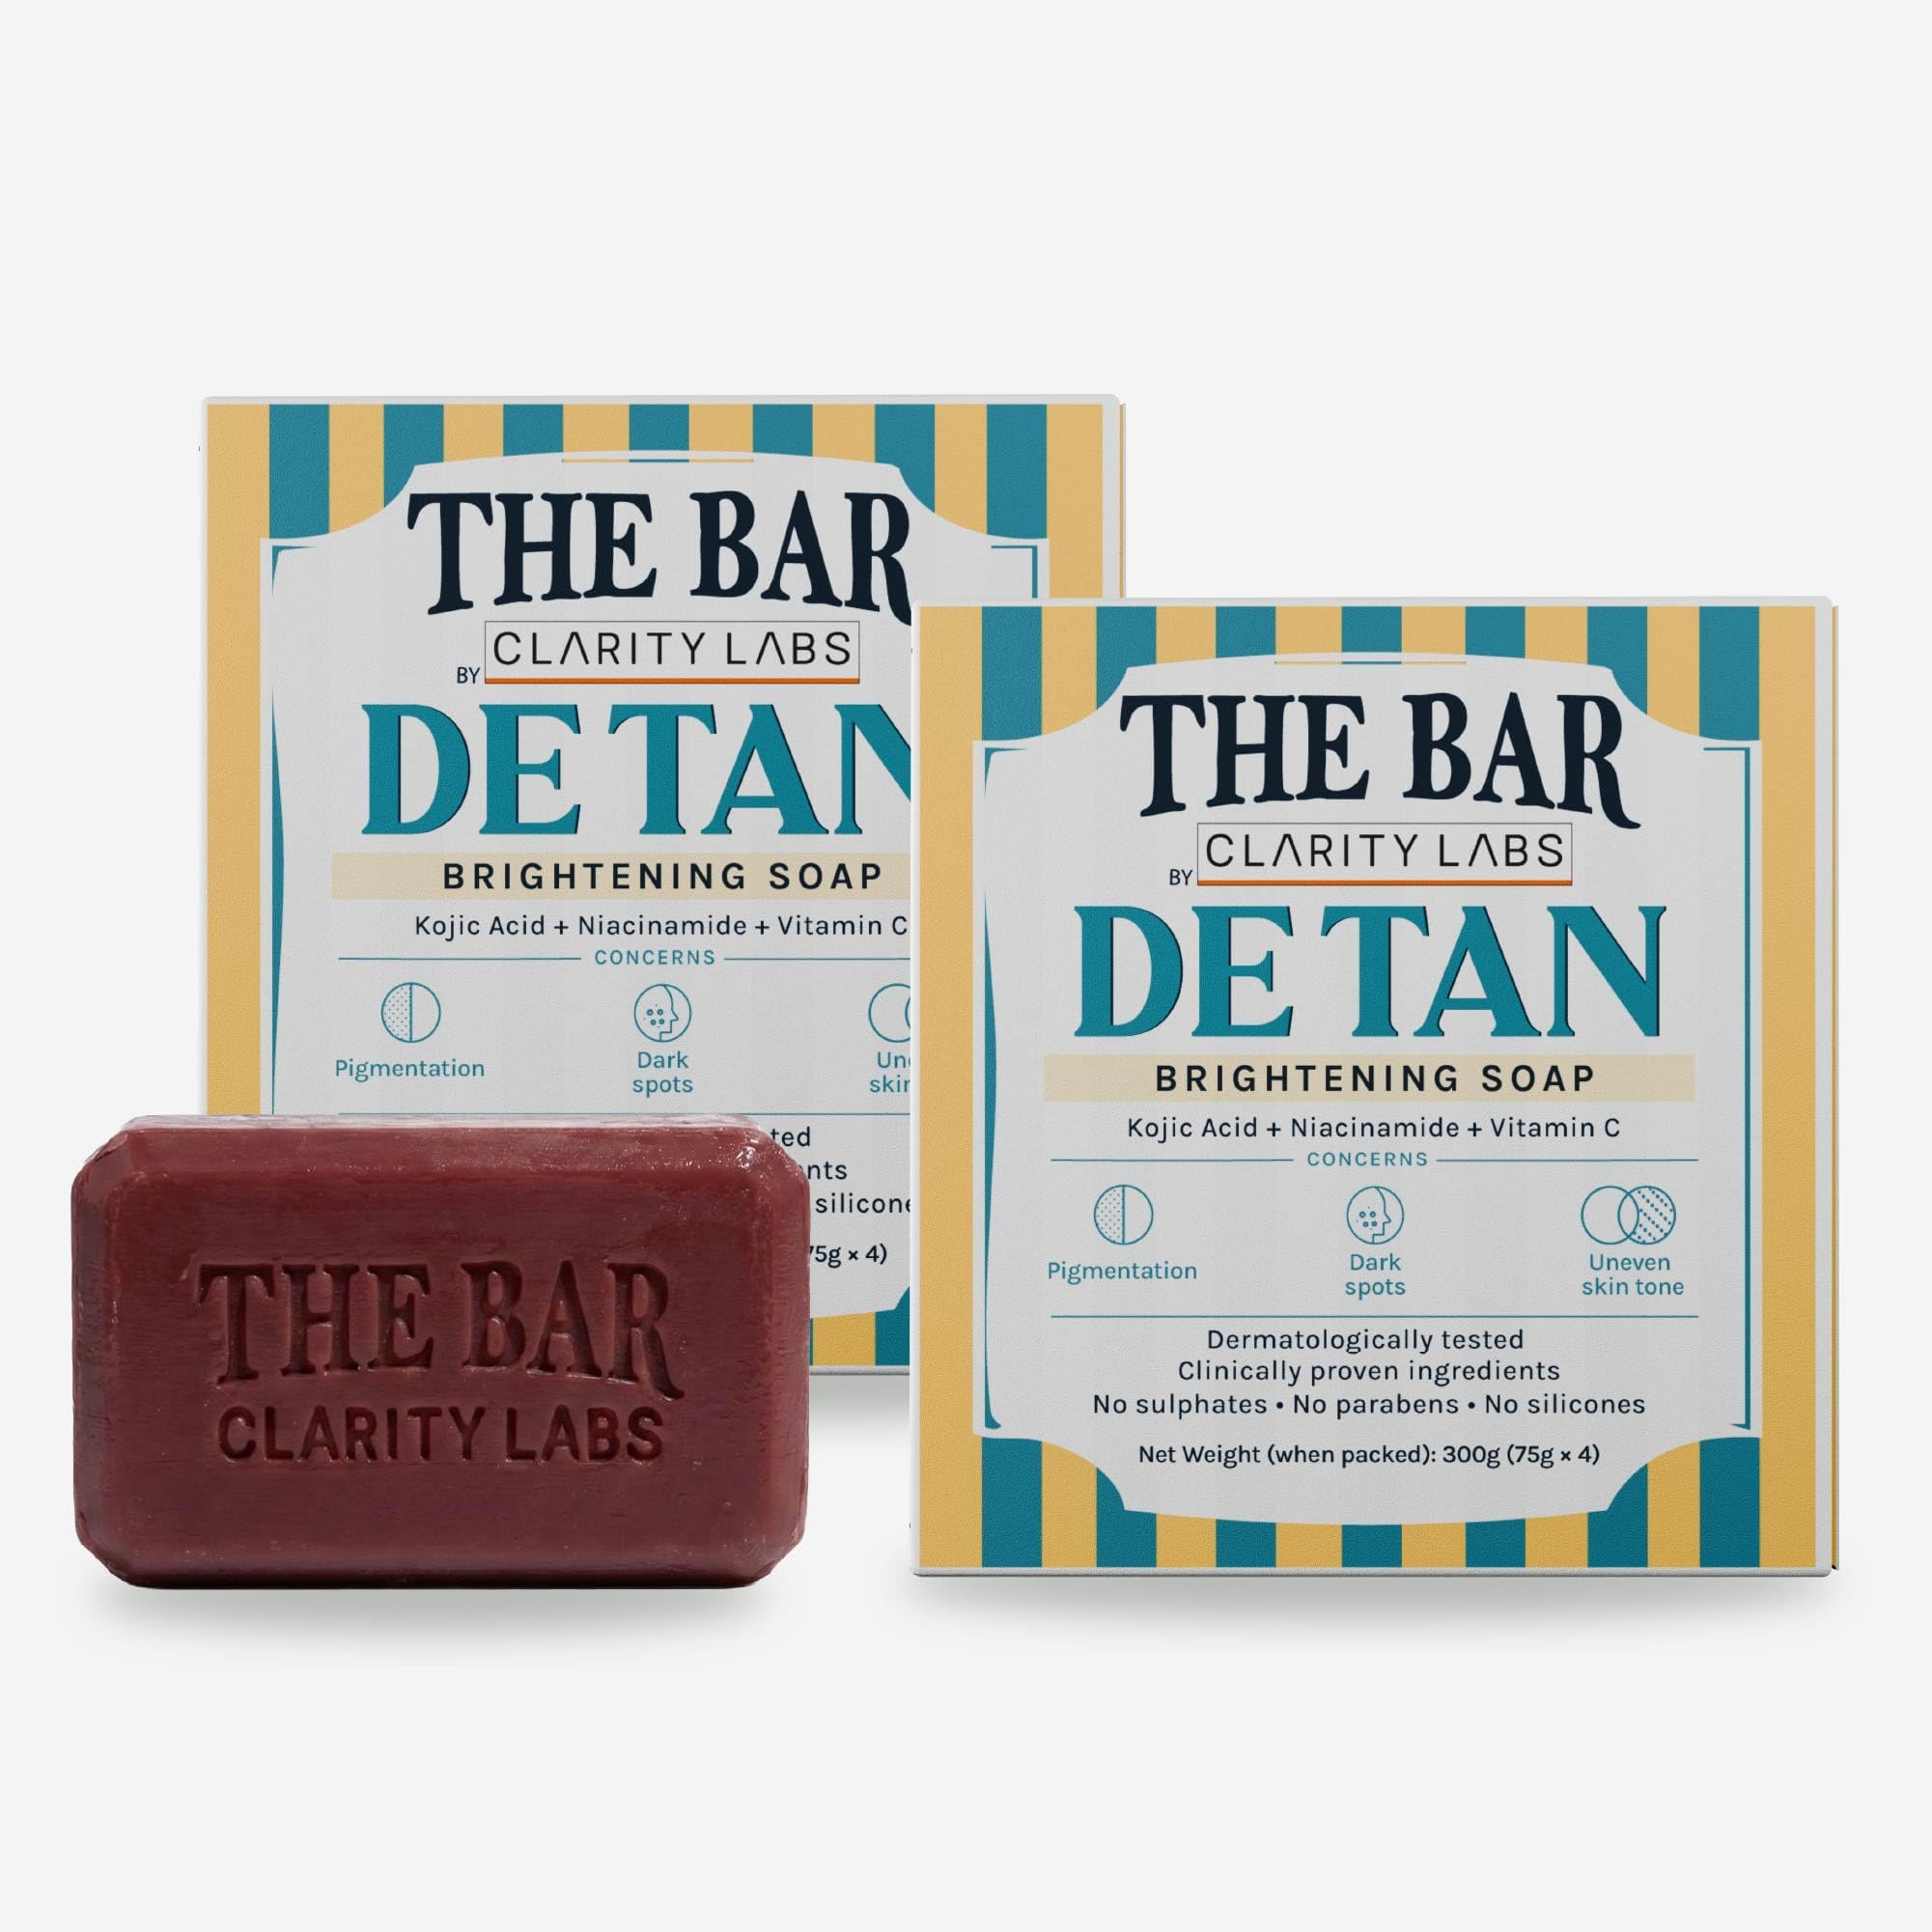 THE BAR
BY CLARITY LABS
DE TAN
BRIGHTENING SOAP
Kojic Acid + Niacinamide + Vitamin C
CONCERNS
Pigmentation
Dark
spots
silicone
75g × 4)
THE BAR
BY CLARITY LABS
DE TAN
BRIGHTENING SOAP
Kojic Acid + Niacinamide + Vitamin C
CONCERNS
Pigmentation
Dark
spots
Uneven
skin tone
Dermatologically tested
Clinically proven ingredients
No sulphates • No parabens • No silicones
Net Weight (when packed): 300g (75g × 4)
THE BAR
CLARITY LABS